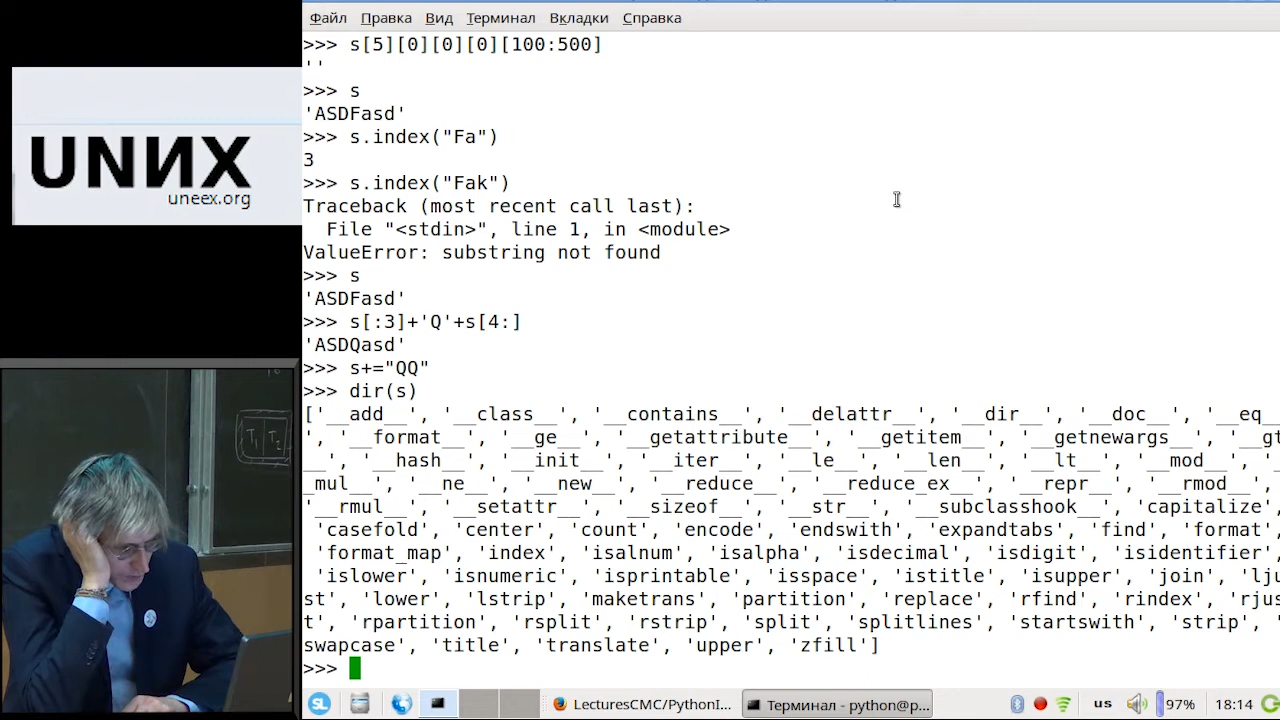 UNИX
uneex.org
T1 T2
Файл Правка Вид Терминал Вкладки Справка
>>> s[5][0][0][0][100:500]
''
>>> s
'ASDFasd'
>>> s.index("Fa")
3
>>> s.index("Fak")
Traceback (most recent call last):
  File "<stdin>", line 1, in <module>
ValueError: substring not found
>>> s
'ASDFasd'
>>> s[:3]+'Q'+s[4:]
'ASDQasd'
>>> s+="QQ"
>>> dir(s)
['__add__', '__class__', '__contains__', '__delattr__', '__dir__', '__doc__', '__eq__
', '__format__', '__ge__', '__getattribute__', '__getitem__', '__getnewargs__', '__gt
__', '__hash__', '__init__', '__iter__', '__le__', '__len__', '__lt__', '__mod__', '_
_mul__', '__ne__', '__new__', '__reduce__', '__reduce_ex__', '__repr__', '__rmod__',
'__rmul__', '__setattr__', '__sizeof__', '__str__', '__subclasshook__', 'capitalize',
 'casefold', 'center', 'count', 'encode', 'endswith', 'expandtabs', 'find', 'format',
 'format_map', 'index', 'isalnum', 'isalpha', 'isdecimal', 'isdigit', 'isidentifier',
 'islower', 'isnumeric', 'isprintable', 'isspace', 'istitle', 'isupper', 'join', 'lju
st', 'lower', 'lstrip', 'maketrans', 'partition', 'replace', 'rfind', 'rindex', 'rjus
t', 'rpartition', 'rsplit', 'rstrip', 'split', 'splitlines', 'startswith', 'strip', '
swapcase', 'title', 'translate', 'upper', 'zfill']
>>>
LecturesCMC/PythonI... Терминал - python@p... us 97% 18:14